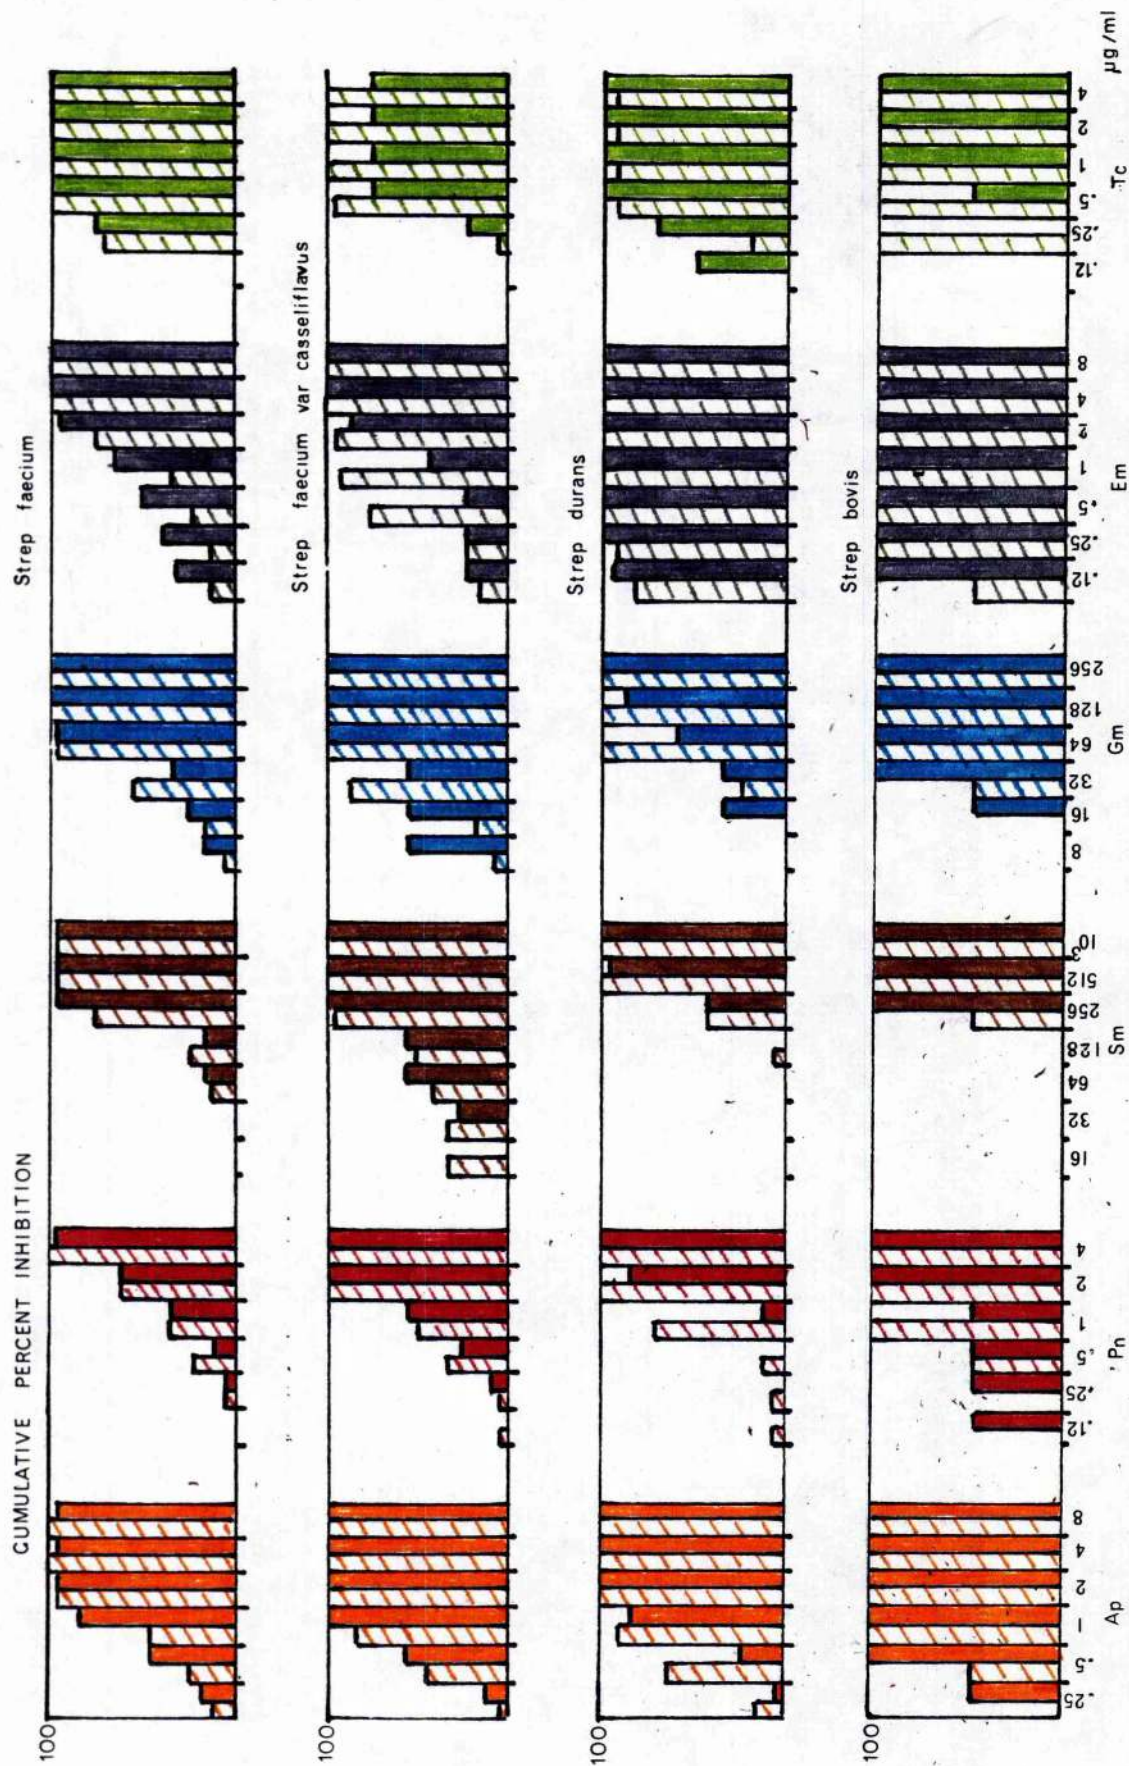 CUMULATIVE PERCENT INHIBITION
Strep faecium
100
Strep faecium var casseliflavus
100
Strep durans
100
Strep bovis
100
.25 .5 1 2 4 8 .12 .25 .5 1 2 4 16 32 64 128 256 512 10³ 8 16 32 64 128 256 .12 .25 .5 1 2 4 8 .12 .25 .5 1 2 4 µg/ml
Ap Pn Sm Gm Em Tc